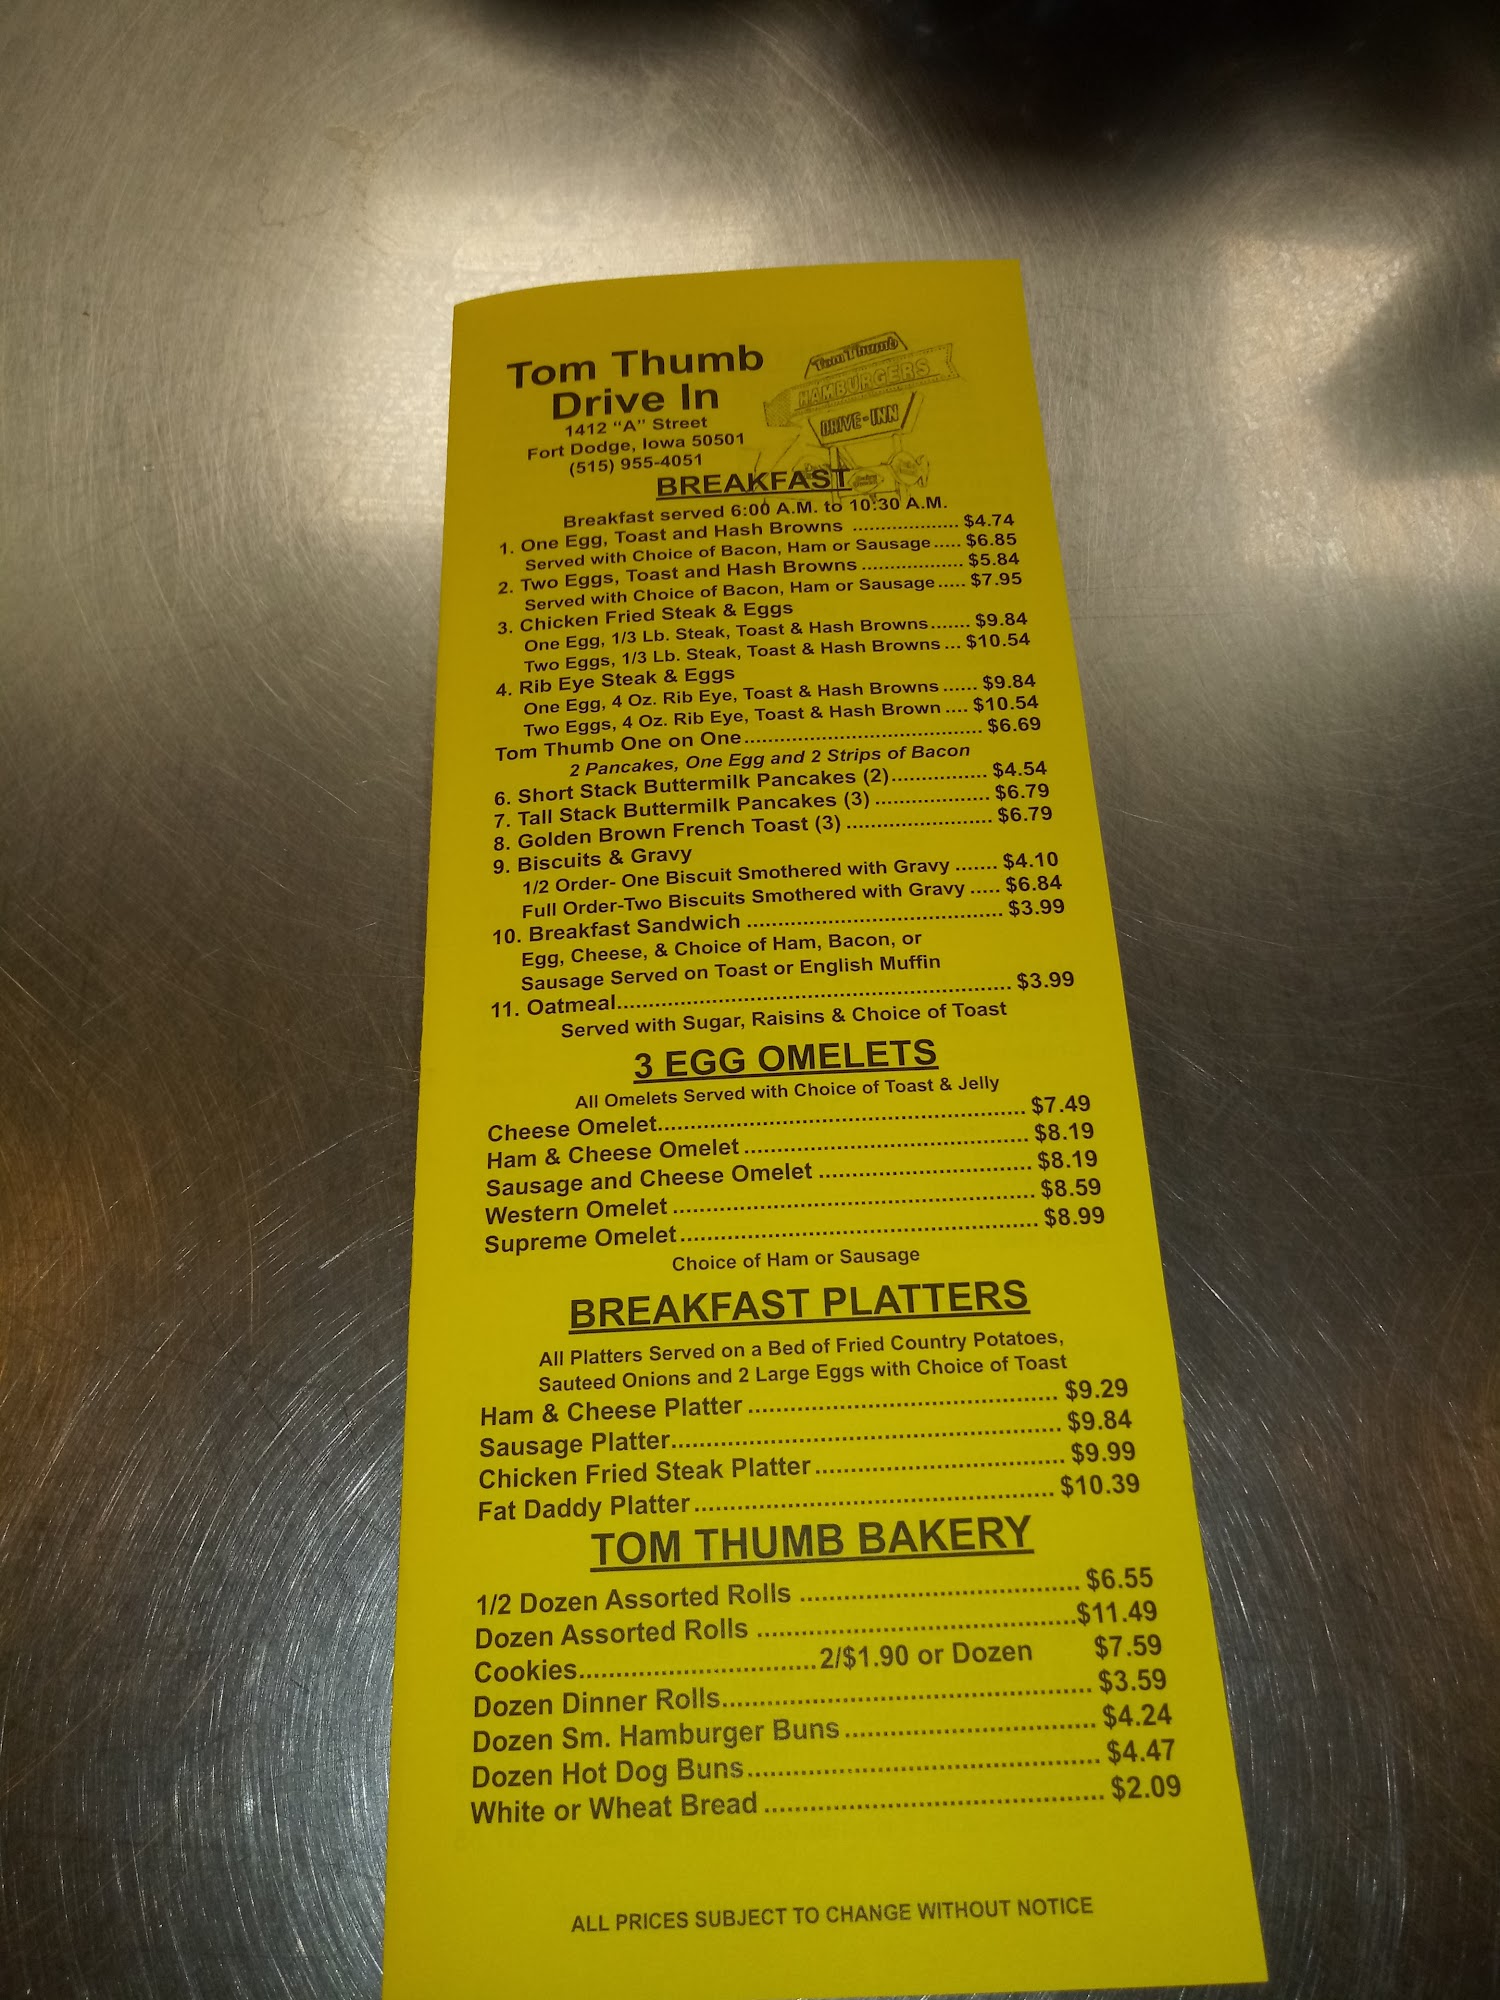 Tom Thumb
Drive In
1412 "A" Street
Fort Dodge, Iowa 50501
(515) 955-4051
Tom Thumb
HAMBURGERS
DRIVE-INN
BREAKFAST
Breakfast served 6:00 A.M. to 10:30 A.M.
1. One Egg, Toast and Hash Browns .................. $4.74
Served with Choice of Bacon, Ham or Sausage ..... $6.85
2. Two Eggs, Toast and Hash Browns .................. $5.84
Served with Choice of Bacon, Ham or Sausage ..... $7.95
3. Chicken Fried Steak & Eggs
One Egg, 1/3 Lb. Steak, Toast & Hash Browns ....... $9.84
Two Eggs, 1/3 Lb. Steak, Toast & Hash Browns ... $10.54
4. Rib Eye Steak & Eggs
One Egg, 4 Oz. Rib Eye, Toast & Hash Browns ...... $9.84
Two Eggs, 4 Oz. Rib Eye, Toast & Hash Brown .... $10.54
Tom Thumb One on One ..................................... $6.69
2 Pancakes, One Egg and 2 Strips of Bacon
6. Short Stack Buttermilk Pancakes (2) ................ $4.54
7. Tall Stack Buttermilk Pancakes (3) .................... $6.79
8. Golden Brown French Toast (3) ......................... $6.79
9. Biscuits & Gravy
1/2 Order- One Biscuit Smothered with Gravy ....... $4.10
Full Order-Two Biscuits Smothered with Gravy ..... $6.84
10. Breakfast Sandwich ........................................ $3.99
Egg, Cheese, & Choice of Ham, Bacon, or
Sausage Served on Toast or English Muffin
11. Oatmeal .............................................................. $3.99
Served with Sugar, Raisins & Choice of Toast
3 EGG OMELETS
All Omelets Served with Choice of Toast & Jelly
Cheese Omelet ....................................................... $7.49
Ham & Cheese Omelet .......................................... $8.19
Sausage and Cheese Omelet ............................... $8.19
Western Omelet ..................................................... $8.59
Supreme Omelet .................................................... $8.99
Choice of Ham or Sausage
BREAKFAST PLATTERS
All Platters Served on a Bed of Fried Country Potatoes,
Sauteed Onions and 2 Large Eggs with Choice of Toast
Ham & Cheese Platter .......................................... $9.29
Sausage Platter ...................................................... $9.84
Chicken Fried Steak Platter .................................. $9.99
Fat Daddy Platter ................................................ $10.39
TOM THUMB BAKERY
1/2 Dozen Assorted Rolls ..................................... $6.55
Dozen Assorted Rolls .......................................... $11.49
Cookies ............................... 2/$1.90 or Dozen $7.59
Dozen Dinner Rolls ................................................ $3.59
Dozen Sm. Hamburger Buns ................................ $4.24
Dozen Hot Dog Buns ............................................. $4.47
White or Wheat Bread ........................................... $2.09
ALL PRICES SUBJECT TO CHANGE WITHOUT NOTICE